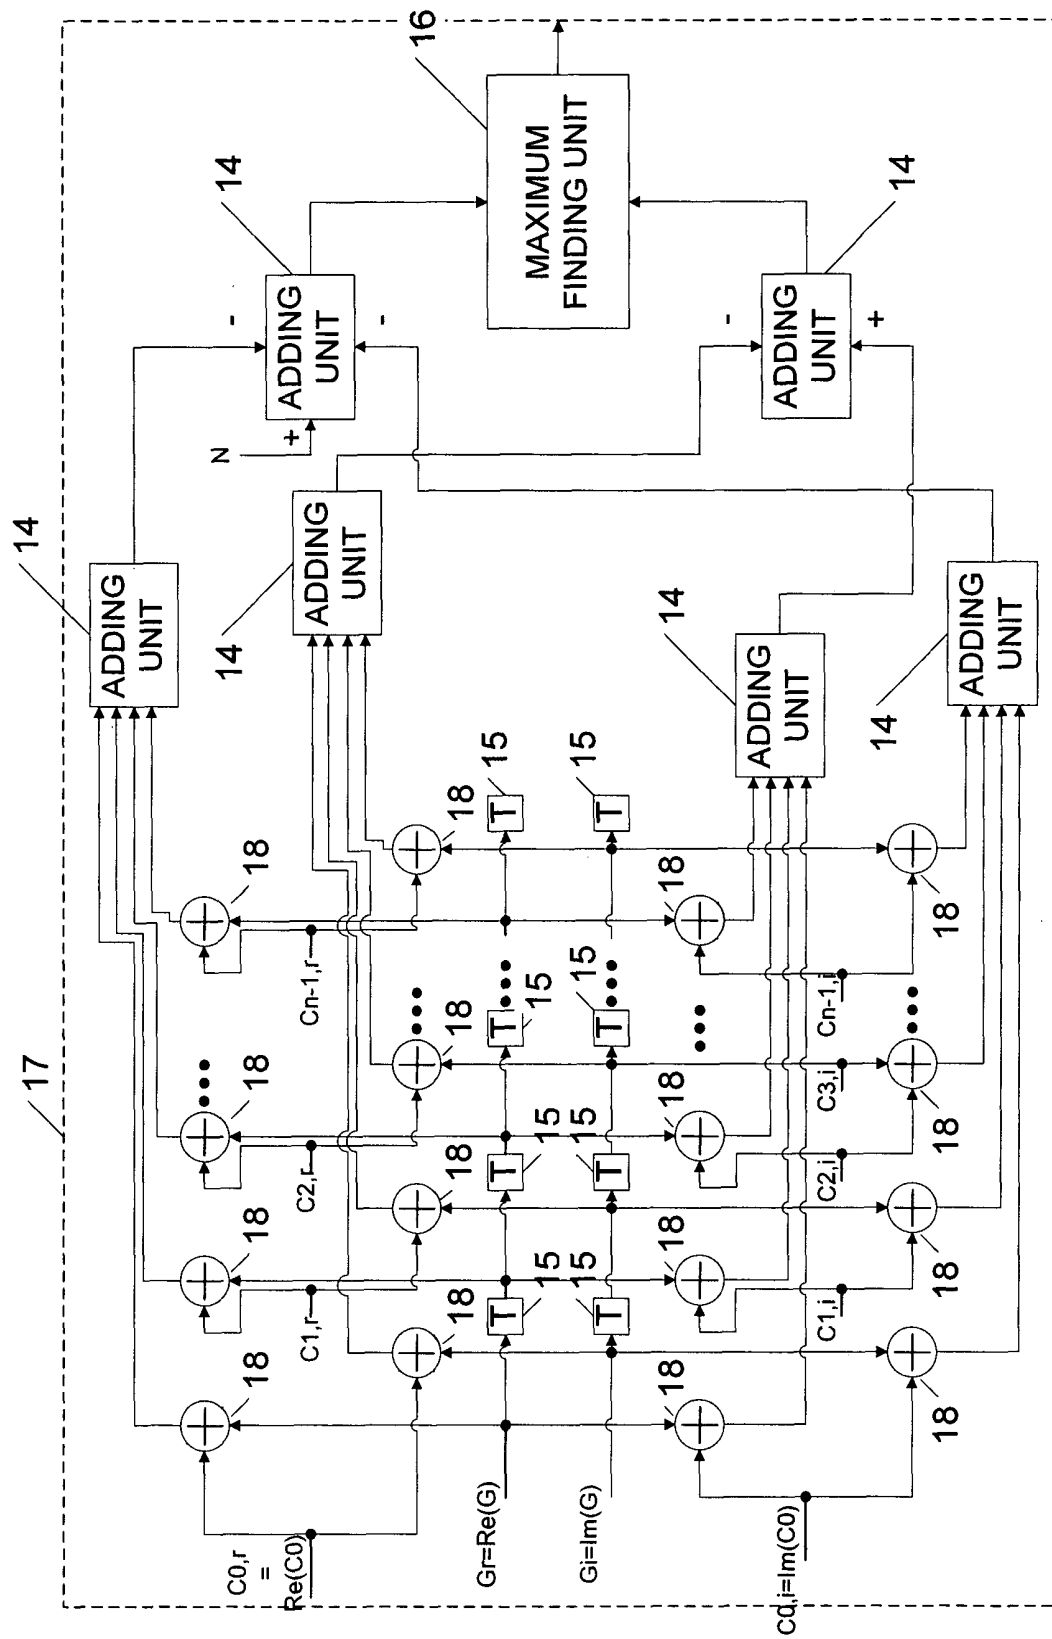 17
14
ADDING
UNIT
14
14
18
18
18
18
-
N
+
-
ADDING
UNIT
ADDING
UNIT
C0,r
=
Re(C0)
C1,r
C2,r
Cn-1,r
16
18
18
18
18
Gr=Re(G)
T
T
T
T
15
15
15
15
MAXIMUM
FINDING UNIT
Gi=Im(G)
15
15
15
15
T
T
T
T
18
18
18
18
14
-
+
ADDING
UNIT
ADDING
UNIT
C0,i=Im(C0)
C1,i
C2,i
C3,i
Cn-1,i
14
14
18
18
18
18
ADDING
UNIT